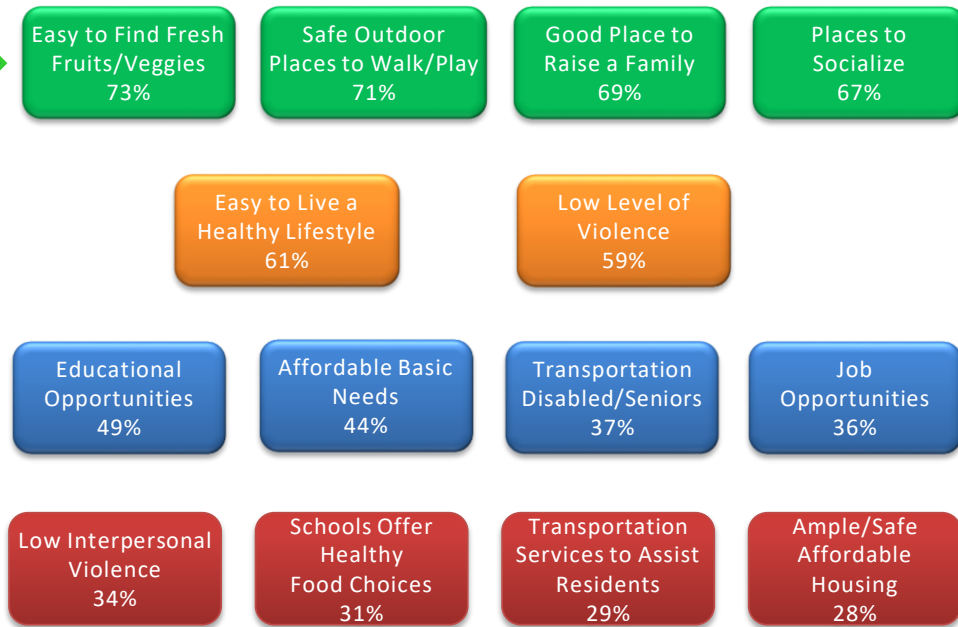 Easy to Find Fresh
Fruits/Veggies
73%
Safe Outdoor
Places to Walk/Play
71%
Good Place to
Raise a Family
69%
Places to
Socialize
67%
Easy to Live a
Healthy Lifestyle
61%
Low Level of
Violence
59%
Educational
Opportunities
49%
Affordable Basic
Needs
44%
Transportation
Disabled/Seniors
37%
Job
Opportunities
36%
Low Interpersonal
Violence
34%
Schools Offer
Healthy
Food Choices
31%
Transportation
Services to Assist
Residents
29%
Ample/Safe
Affordable
Housing
28%